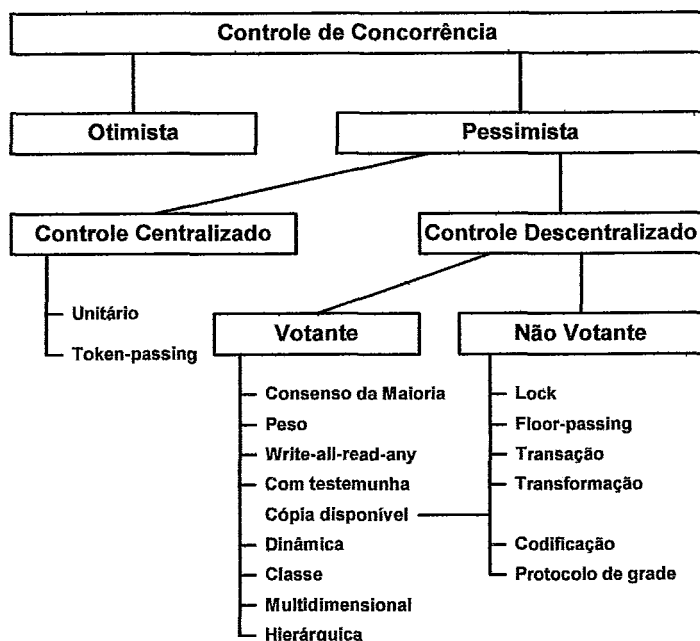 Controle de Concorrência
Otimista
Pessimista
Controle Centralizado
Controle Descentralizado
Unitário
Token-passing
Votante
Não Votante
Consenso da Maioria
Peso
Write-all-read-any
Com testemunha
Cópia disponível
Dinâmica
Classe
Multidimensional
Hierárquica
Lock
Floor-passing
Transação
Transformação
Codificação
Protocolo de grade